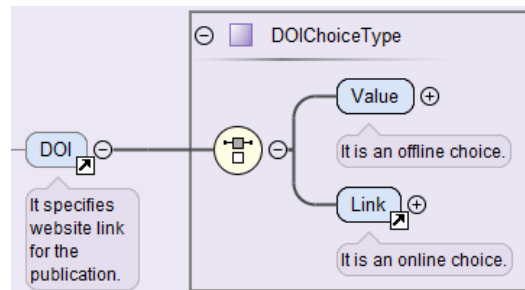 DOIChoiceType
Value
It is an offline choice.
DOI
It specifies
website link
for the
publication.
Link
It is an online choice.